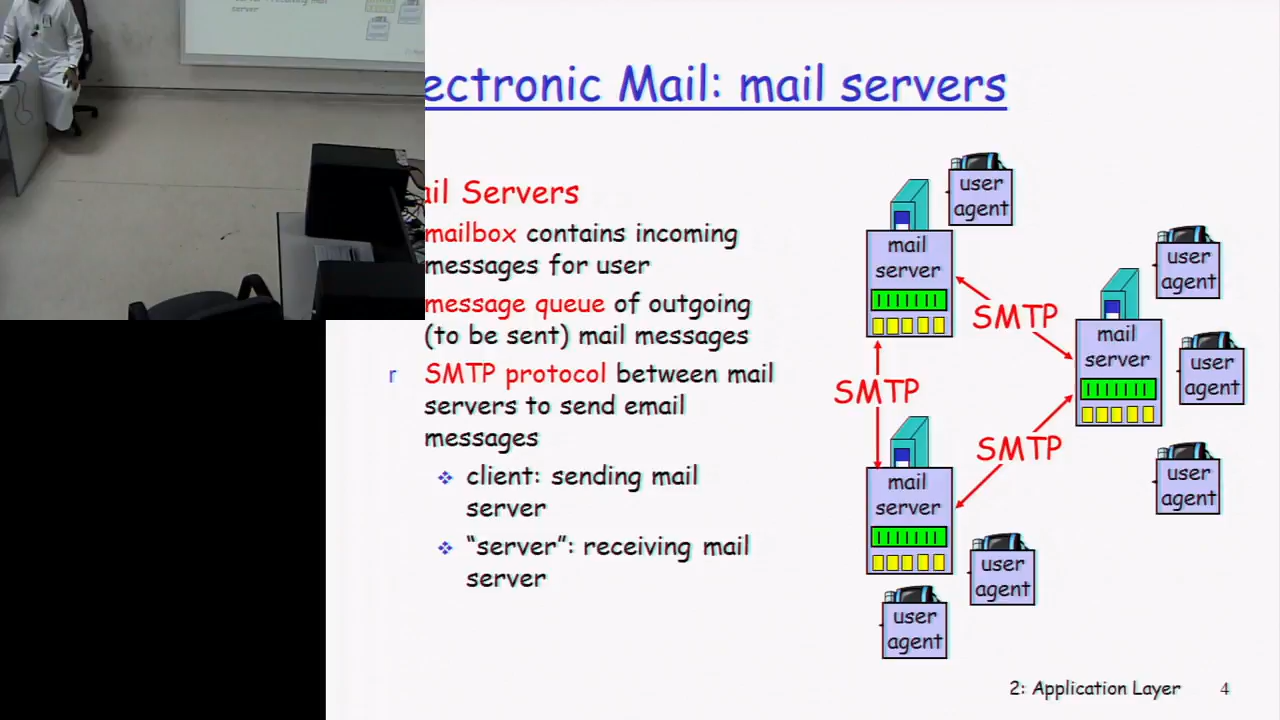 ectronic Mail: mail servers
ail Servers
mailbox contains incoming
messages for user
message queue of outgoing
(to be sent) mail messages
r SMTP protocol between mail
servers to send email
messages
❖ client: sending mail
server
❖ “server”: receiving mail
server
user
agent
mail
server
SMTP
user
agent
mail
server
user
agent
SMTP
SMTP
user
agent
mail
server
user
agent
user
agent
2: Application Layer 4
server